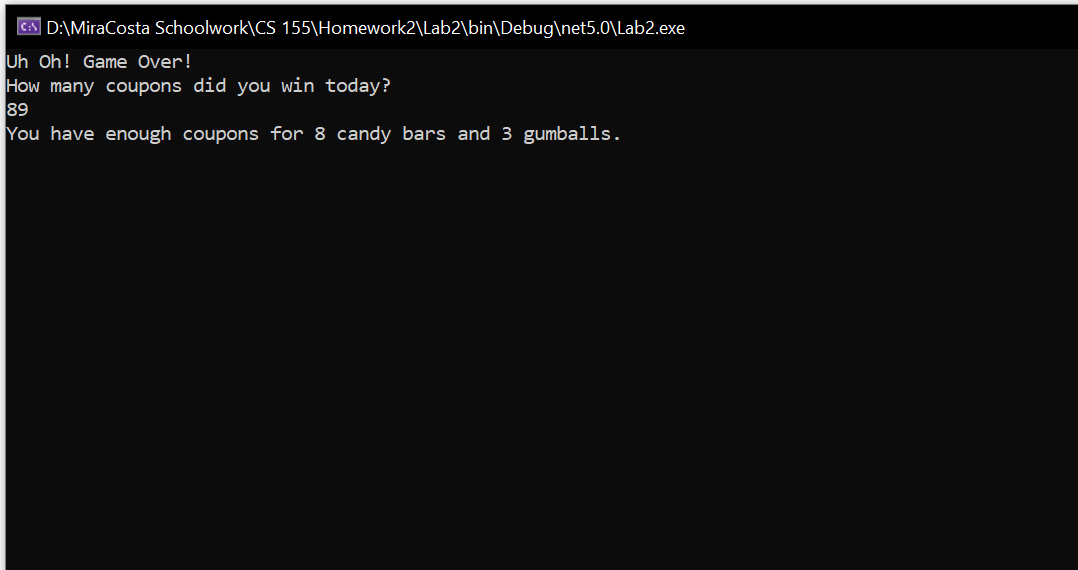 C:\
D:\MiraCosta Schoolwork\CS 155\Homework2\Lab2\bin\Debug\net5.0\Lab2.exe
Uh Oh! Game Over!
How many coupons did you win today?
89
You have enough coupons for 8 candy bars and 3 gumballs.